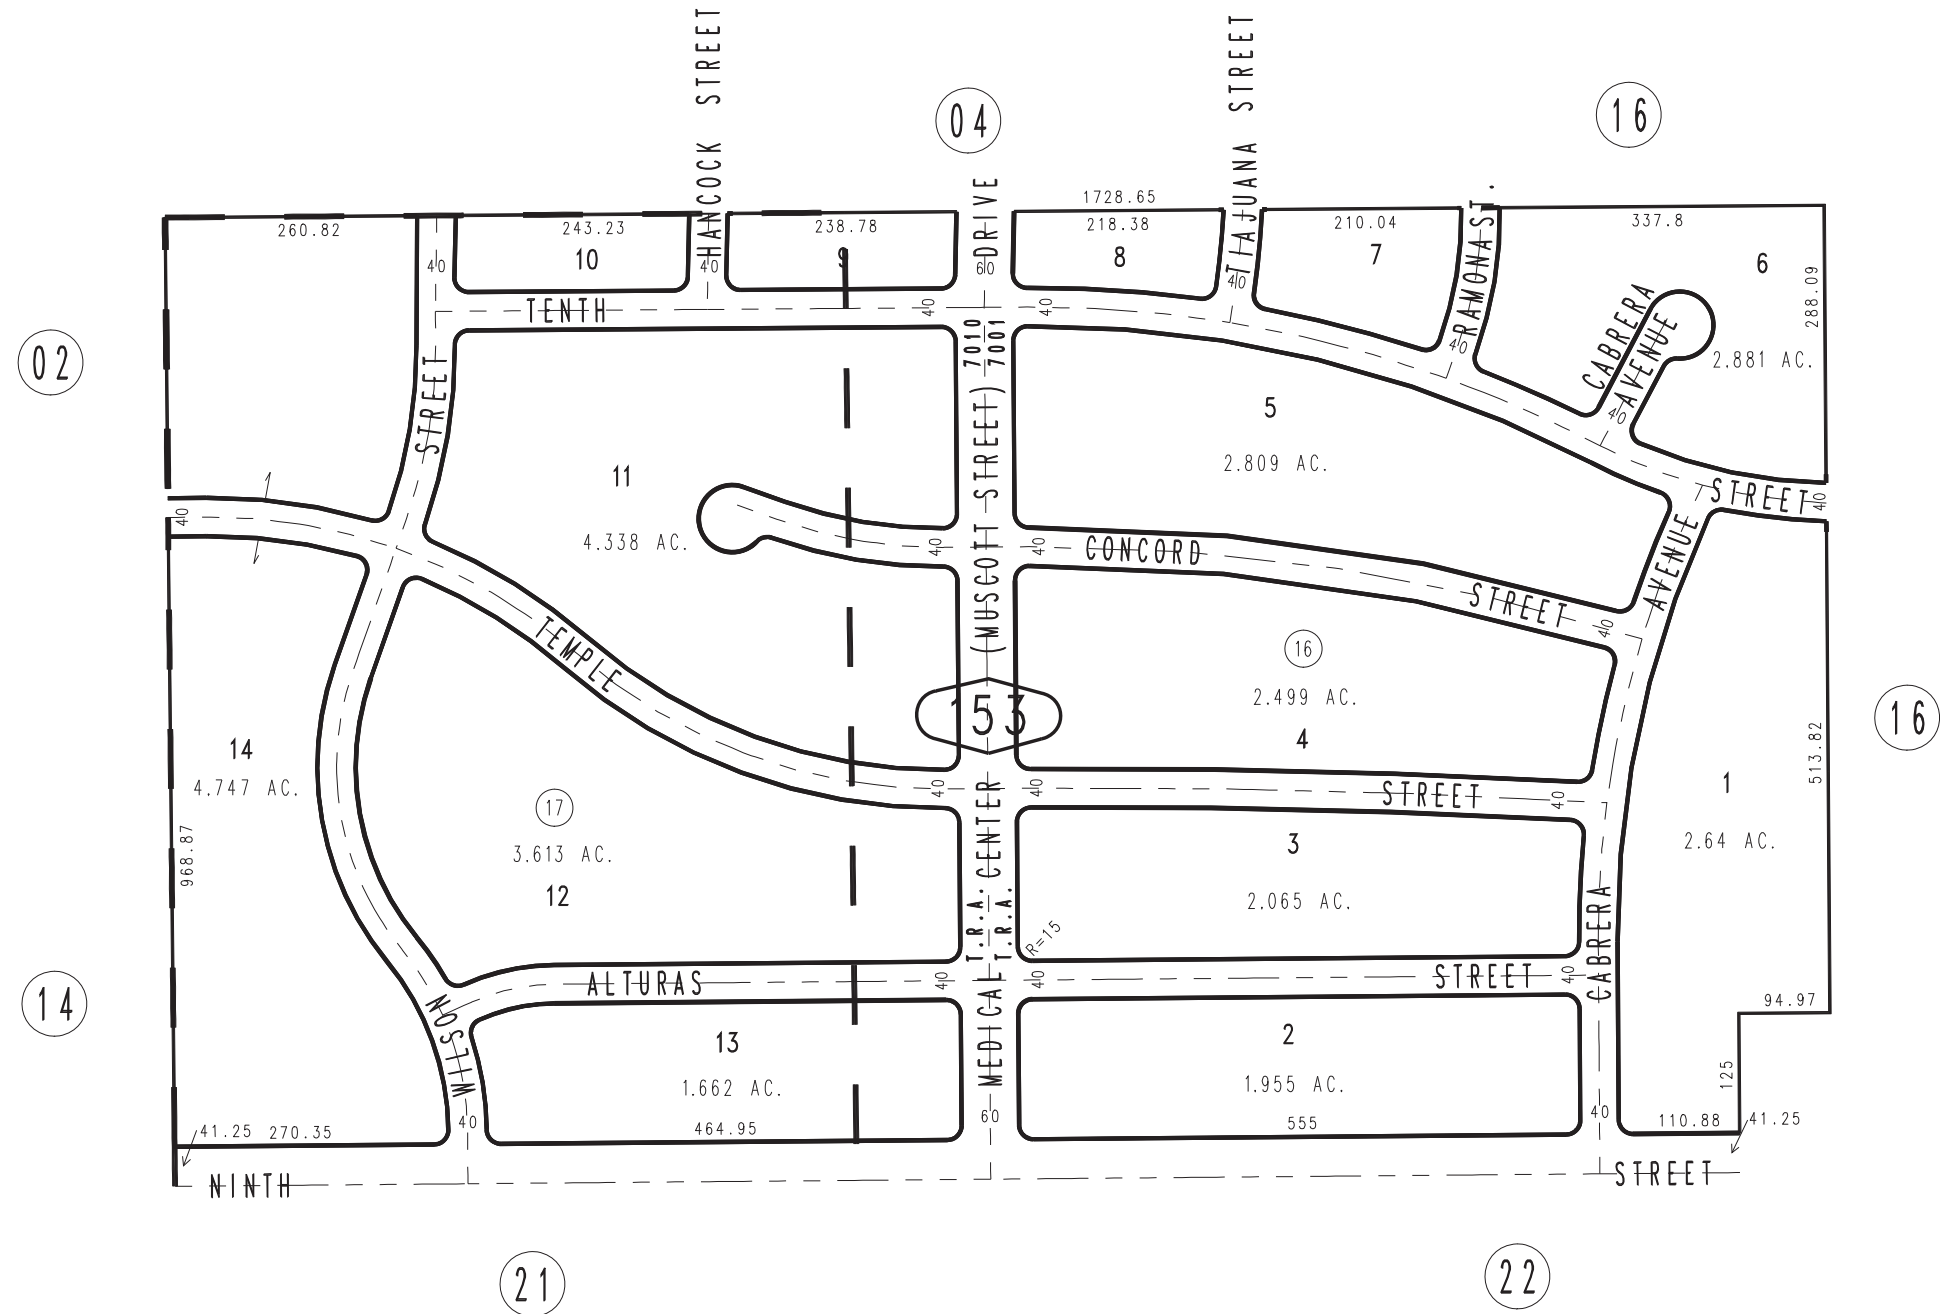 HANCOCK STREET
04
TIAJUANA STREET
16
DRIVE
1728.65
RAMONA ST.
260.82
243.23
238.78
218.38
210.04
337.8
10
9
8
7
6
40
40
60
40
288.09
TENTH
40
40
CABRERA
AVENUE
40
40
02
7010
7001
2.881 AC.
STREET
(MUSCOTT STREET)
5
2.809 AC.
11
4.338 AC.
40
STREET
40
40
40
CONCORD
AVENUE
STREET
40
TEMPLE
16
2.499 AC.
4
153
16
14
4.747 AC.
513.82
1
2.64 AC.
40
40
STREET
40
17
3.613 AC.
12
968.87
CENTER
3
2.065 AC.
T.R.A.
T.R.A.
R=15
CABRERA
ALTURAS
40
40
STREET
40
14
WILSON
MEDICAL
94.97
13
1.662 AC.
464.95
2
1.955 AC.
555
125
41.25
270.35
40
60
40
110.88
41.25
NINTH
STREET
21
22